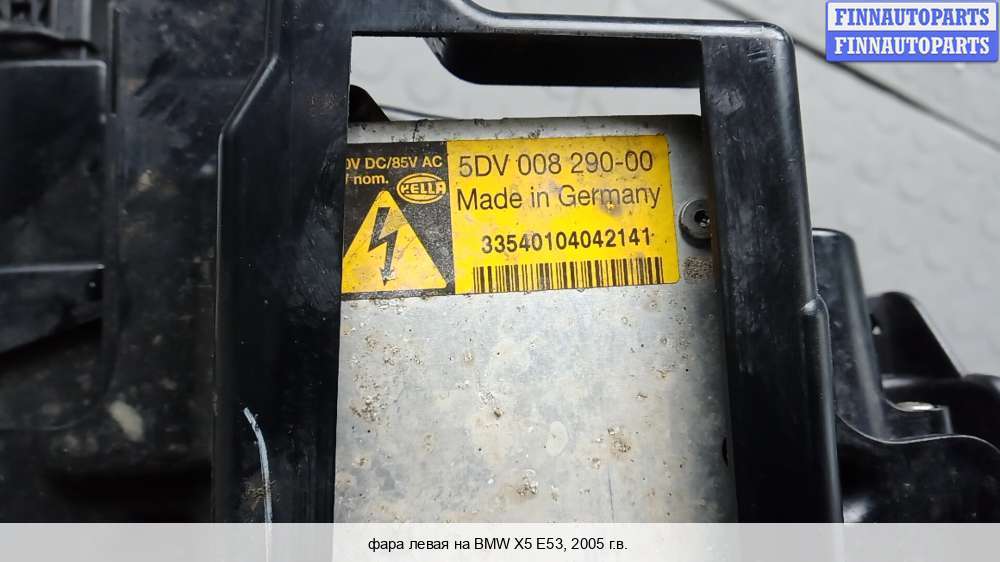 FINNAUTOPARTS
FINNAUTOPARTS
0V DC/85V AC
nom.
HELLA
5DV 008 290-00
Made in Germany
33540104042141
фара левая на BMW X5 E53, 2005 г.в.